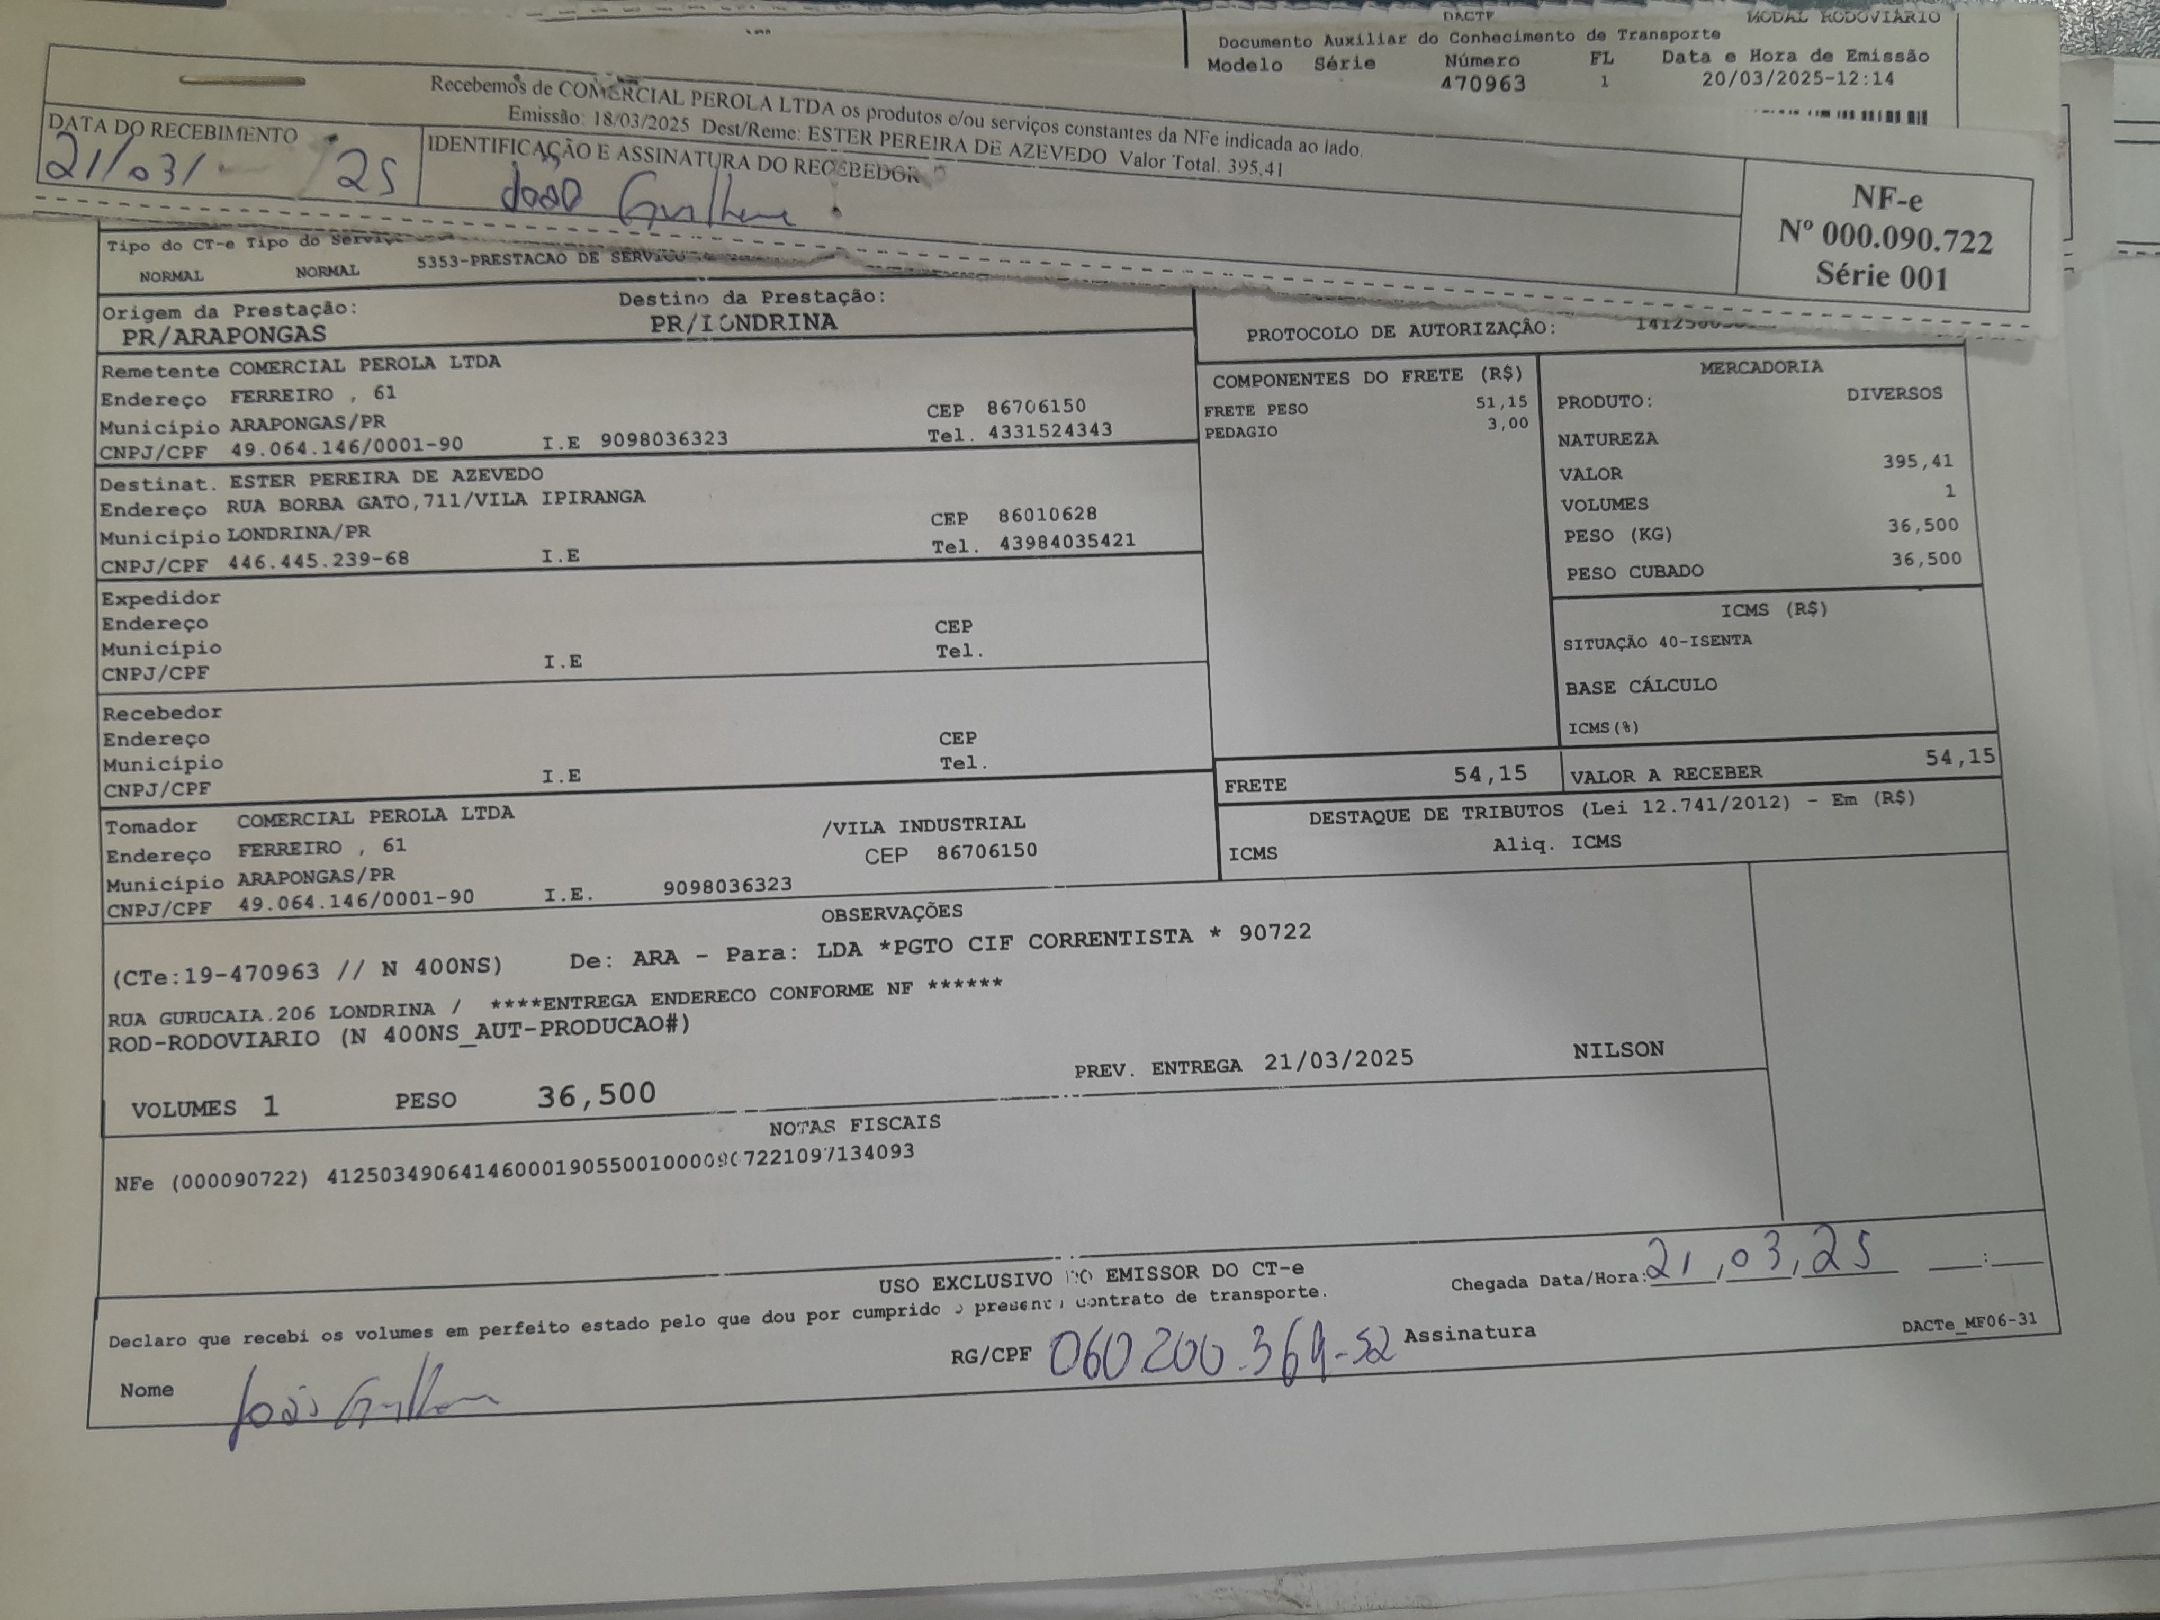 DACTE
MODAL RODOVIÁRIO
Documento Auxiliar do Conhecimento de Transporte
Modelo Série Número FL Data e Hora de Emissão
470963 1 20/03/2025-12:14
Recebemos de COMERCIAL PEROLA LTDA os produtos e/ou serviços constantes da NFe indicada ao lado.
Emissão: 18/03/2025 Dest/Reme: ESTER PEREIRA DE AZEVEDO Valor Total. 395,41
DATA DO RECEBIMENTO
21/03/ 25
IDENTIFICAÇÃO E ASSINATURA DO RECEBEDOR
João Guilherme
NF-e
Nº 000.090.722
Série 001
Tipo do CT-e Tipo do Serviço
NORMAL NORMAL 5353-PRESTACAO DE SERVICO
Origem da Prestação: Destino da Prestação:
PR/ARAPONGAS PR/LONDRINA
PROTOCOLO DE AUTORIZAÇÃO:
Remetente COMERCIAL PEROLA LTDA
Endereço FERREIRO , 61
Município ARAPONGAS/PR CEP 86706150
CNPJ/CPF 49.064.146/0001-90 I.E 9098036323 Tel. 4331524343
Destinat. ESTER PEREIRA DE AZEVEDO
Endereço RUA BORBA GATO,711/VILA IPIRANGA
Município LONDRINA/PR CEP 86010628
CNPJ/CPF 446.445.239-68 I.E Tel. 43984035421
Expedidor
Endereço
Município CEP
CNPJ/CPF I.E Tel.
Recebedor
Endereço
Município CEP
CNPJ/CPF I.E Tel.
Tomador COMERCIAL PEROLA LTDA
Endereço FERREIRO , 61 /VILA INDUSTRIAL
Município ARAPONGAS/PR CEP 86706150
CNPJ/CPF 49.064.146/0001-90 I.E. 9098036323
COMPONENTES DO FRETE (R$)
FRETE PESO 51,15
PEDAGIO 3,00
MERCADORIA
PRODUTO: DIVERSOS
NATUREZA
VALOR 395,41
VOLUMES 1
PESO (KG) 36,500
PESO CUBADO 36,500
ICMS (R$)
SITUAÇÃO 40-ISENTA
BASE CÁLCULO
ICMS(%)
FRETE 54,15 VALOR A RECEBER 54,15
DESTAQUE DE TRIBUTOS (Lei 12.741/2012) - Em (R$)
ICMS Aliq. ICMS
OBSERVAÇÕES
(CTe:19-470963 // N 400NS) De: ARA - Para: LDA *PGTO CIF CORRENTISTA * 90722
RUA GURUCAIA.206 LONDRINA / ****ENTREGA ENDERECO CONFORME NF ******
ROD-RODOVIARIO (N 400NS_AUT-PRODUCAO#)
VOLUMES 1 PESO 36,500 PREV. ENTREGA 21/03/2025 NILSON
NOTAS FISCAIS
NFe (000090722) 41250349064146000190550010000907221097134093
USO EXCLUSIVO DO EMISSOR DO CT-e
Declaro que recebi os volumes em perfeito estado pelo que dou por cumprido o presente contrato de transporte.
Chegada Data/Hora: 21,03,25 __:__
Nome João Guilherme RG/CPF 060200.369-52 Assinatura
DACTe_MF06-31